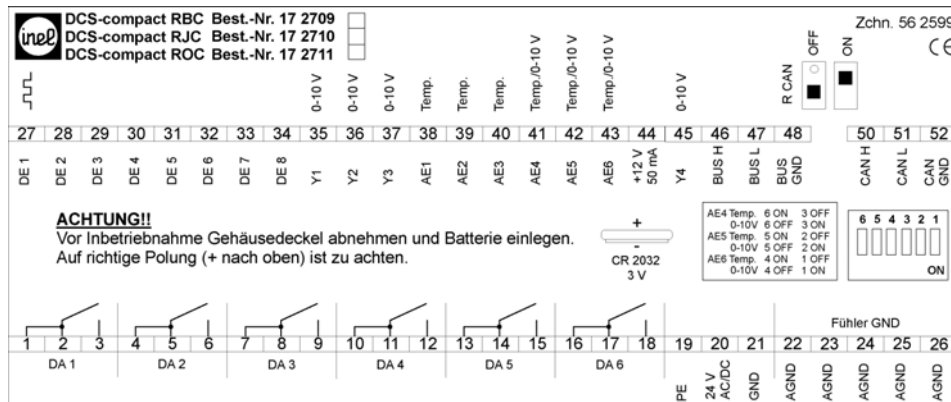 inel
DCS-compact RBC Best.-Nr. 17 2709
DCS-compact RJC Best.-Nr. 17 2710
DCS-compact ROC Best.-Nr. 17 2711
Zchn. 56 2599
CE
R CAN
OFF
ON
0-10 V
0-10 V
0-10 V
Temp.
Temp.
Temp.
Temp./0-10 V
Temp./0-10 V
Temp./0-10 V
0-10 V
27 28 29 30 31 32 33 34 35 36 37 38 39 40 41 42 43 44 45 46 47 48 50 51 52
DE 1
DE 2
DE 3
DE 4
DE 5
DE 6
DE 7
DE 8
Y1
Y2
Y3
AE1
AE2
AE3
AE4
AE5
AE6
+12 V
50 mA
Y4
BUS H
BUS L
BUS
GND
CAN H
CAN L
CAN
GND
ACHTUNG!!
Vor Inbetriebnahme Gehäusedeckel abnehmen und Batterie einlegen.
Auf richtige Polung (+ nach oben) ist zu achten.
+
-
CR 2032
3 V
AE4 Temp. 6 ON 3 OFF
0-10V 6 OFF 3 ON
AE5 Temp. 5 ON 2 OFF
0-10V 5 OFF 2 ON
AE6 Temp. 4 ON 1 OFF
0-10V 4 OFF 1 ON
6 5 4 3 2 1
ON
Fühler GND
1 2 3 4 5 6 7 8 9 10 11 12 13 14 15 16 17 18 19 20 21 22 23 24 25 26
DA 1
DA 2
DA 3
DA 4
DA 5
DA 6
PE
24 V
AC/DC
GND
AGND
AGND
AGND
AGND
AGND